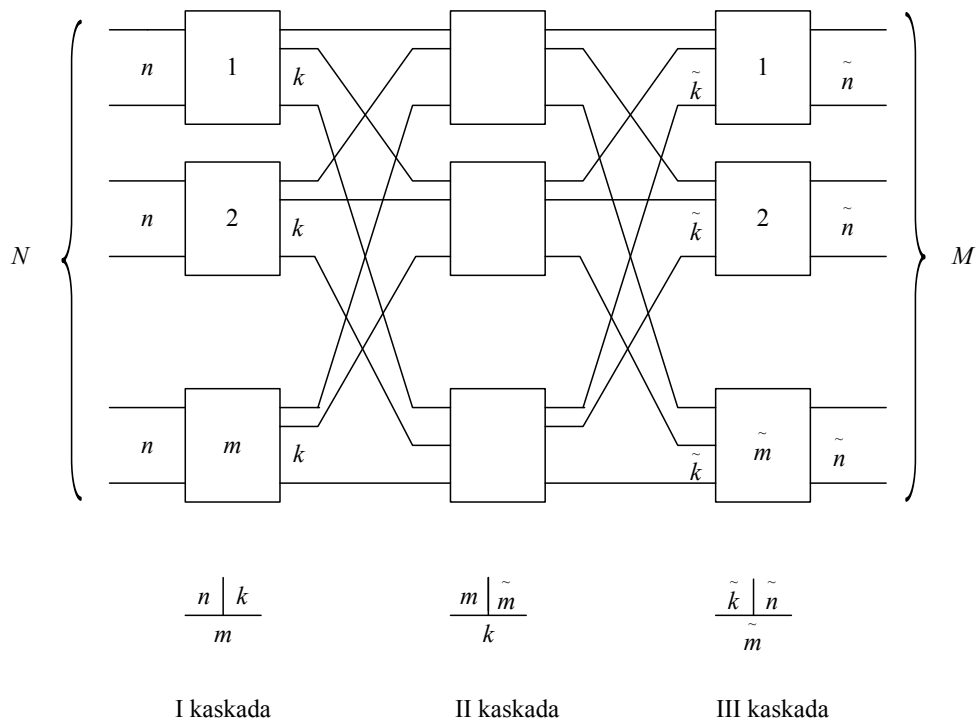 n 1 k k̃ 1 ñ
n 2 k k̃ 2 ñ
N M
n m k k̃ m̃ ñ
n | k m | m̃ k̃ | ñ
m k m̃
I kaskada II kaskada III kaskada